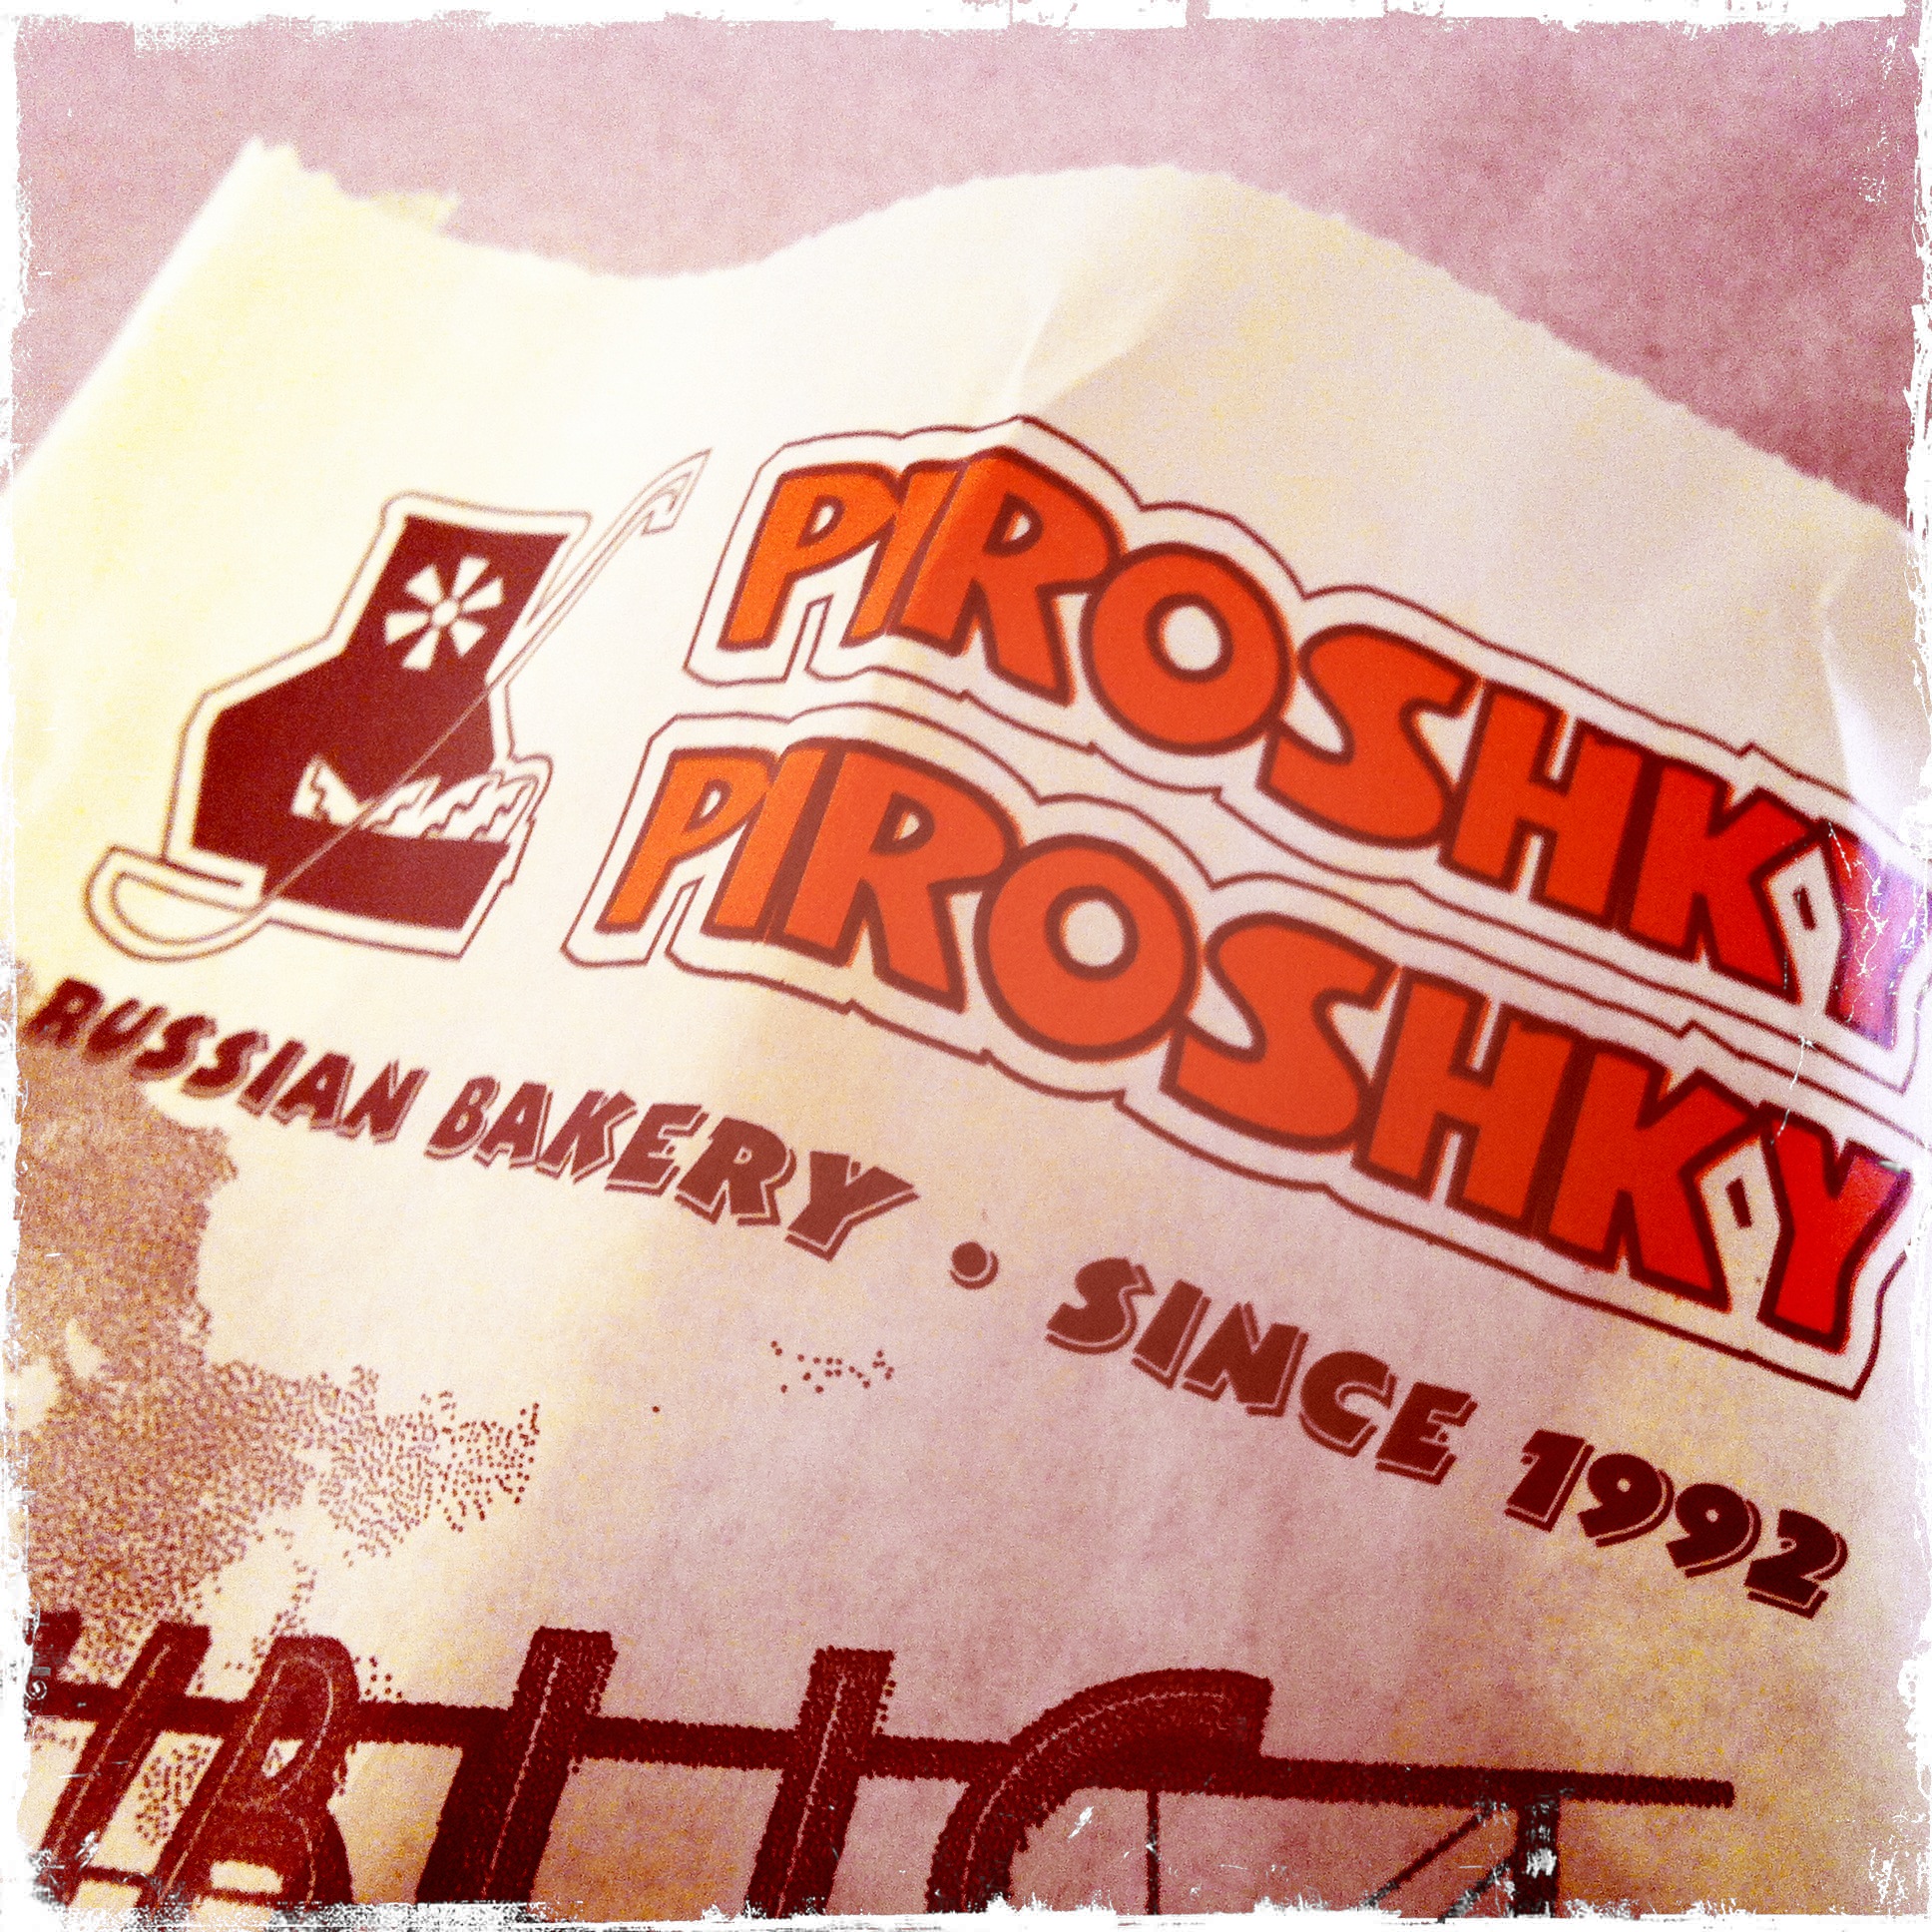 PIROSHKY
PIROSHKY
RUSSIAN BAKERY • SINCE 1992